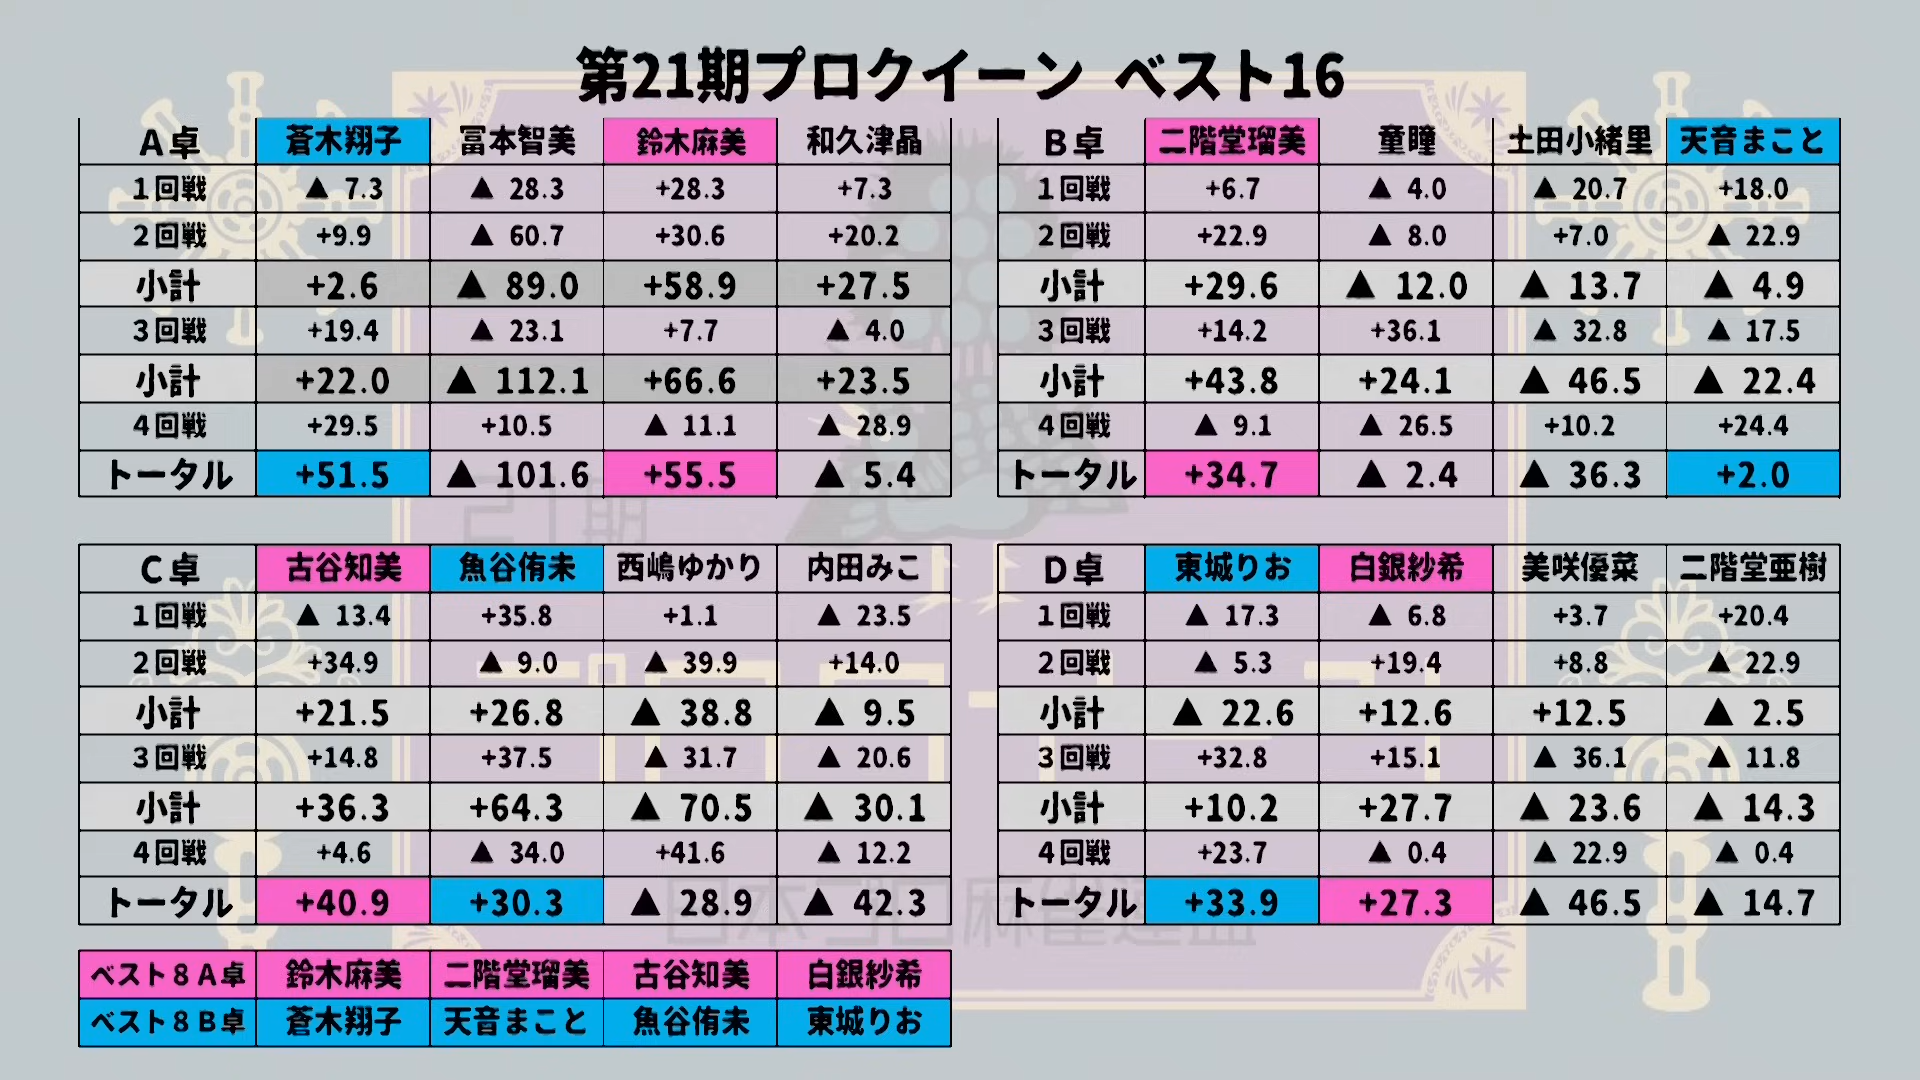 第21期プロクイーン ベスト16
A卓 蒼木翔子 冨本智美 鈴木麻美 和久津晶
1回戦 ▲ 7.3 ▲ 28.3 +28.3 +7.3
2回戦 +9.9 ▲ 60.7 +30.6 +20.2
小計 +2.6 ▲ 89.0 +58.9 +27.5
3回戦 +19.4 ▲ 23.1 +7.7 ▲ 4.0
小計 +22.0 ▲ 112.1 +66.6 +23.5
4回戦 +29.5 +10.5 ▲ 11.1 ▲ 28.9
トータル +51.5 ▲ 101.6 +55.5 ▲ 5.4
B卓 二階堂瑠美 童瞳 土田小緒里 天音まこと
1回戦 +6.7 ▲ 4.0 ▲ 20.7 +18.0
2回戦 +22.9 ▲ 8.0 +7.0 ▲ 22.9
小計 +29.6 ▲ 12.0 ▲ 13.7 ▲ 4.9
3回戦 +14.2 +36.1 ▲ 32.8 ▲ 17.5
小計 +43.8 +24.1 ▲ 46.5 ▲ 22.4
4回戦 ▲ 9.1 ▲ 26.5 +10.2 +24.4
トータル +34.7 ▲ 2.4 ▲ 36.3 +2.0
C卓 古谷知美 魚谷侑未 西嶋ゆかり 内田みこ
1回戦 ▲ 13.4 +35.8 +1.1 ▲ 23.5
2回戦 +34.9 ▲ 9.0 ▲ 39.9 +14.0
小計 +21.5 +26.8 ▲ 38.8 ▲ 9.5
3回戦 +14.8 +37.5 ▲ 31.7 ▲ 20.6
小計 +36.3 +64.3 ▲ 70.5 ▲ 30.1
4回戦 +4.6 ▲ 34.0 +41.6 ▲ 12.2
トータル +40.9 +30.3 ▲ 28.9 ▲ 42.3
D卓 東城りお 白銀紗希 美咲優菜 二階堂亜樹
1回戦 ▲ 17.3 ▲ 6.8 +3.7 +20.4
2回戦 ▲ 5.3 +19.4 +8.8 ▲ 22.9
小計 ▲ 22.6 +12.6 +12.5 ▲ 2.5
3回戦 +32.8 +15.1 ▲ 36.1 ▲ 11.8
小計 +10.2 +27.7 ▲ 23.6 ▲ 14.3
4回戦 +23.7 ▲ 0.4 ▲ 22.9 ▲ 0.4
トータル +33.9 +27.3 ▲ 46.5 ▲ 14.7
ベスト8A卓 鈴木麻美 二階堂瑠美 古谷知美 白銀紗希
ベスト8B卓 蒼木翔子 天音まこと 魚谷侑未 東城りお
21期
日本プロ麻雀連盟